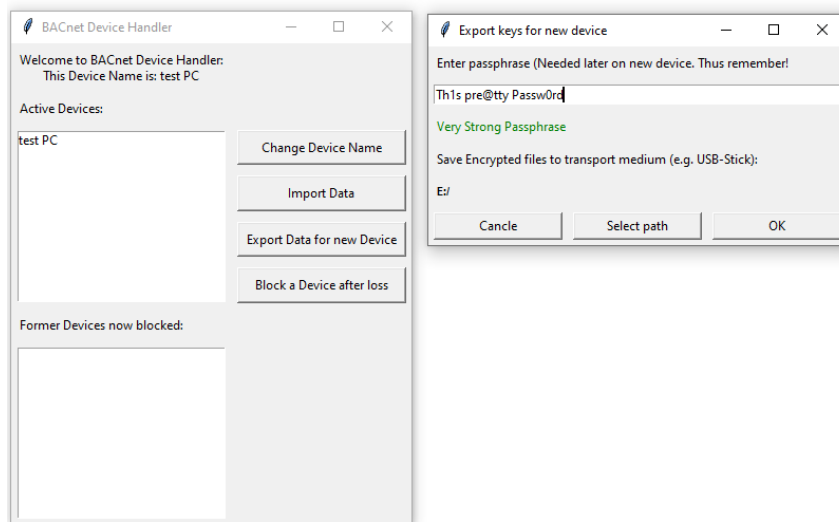 BACnet Device Handler
Welcome to BACnet Device Handler:
This Device Name is: test PC
Active Devices:
test PC
Change Device Name
Import Data
Export Data for new Device
Block a Device after loss
Former Devices now blocked:
Export keys for new device
Enter passphrase (Needed later on new device. Thus remember!
Th1s pre@tty Passw0rd
Very Strong Passphrase
Save Encrypted files to transport medium (e.g. USB-Stick):
E:/
Cancle
Select path
OK